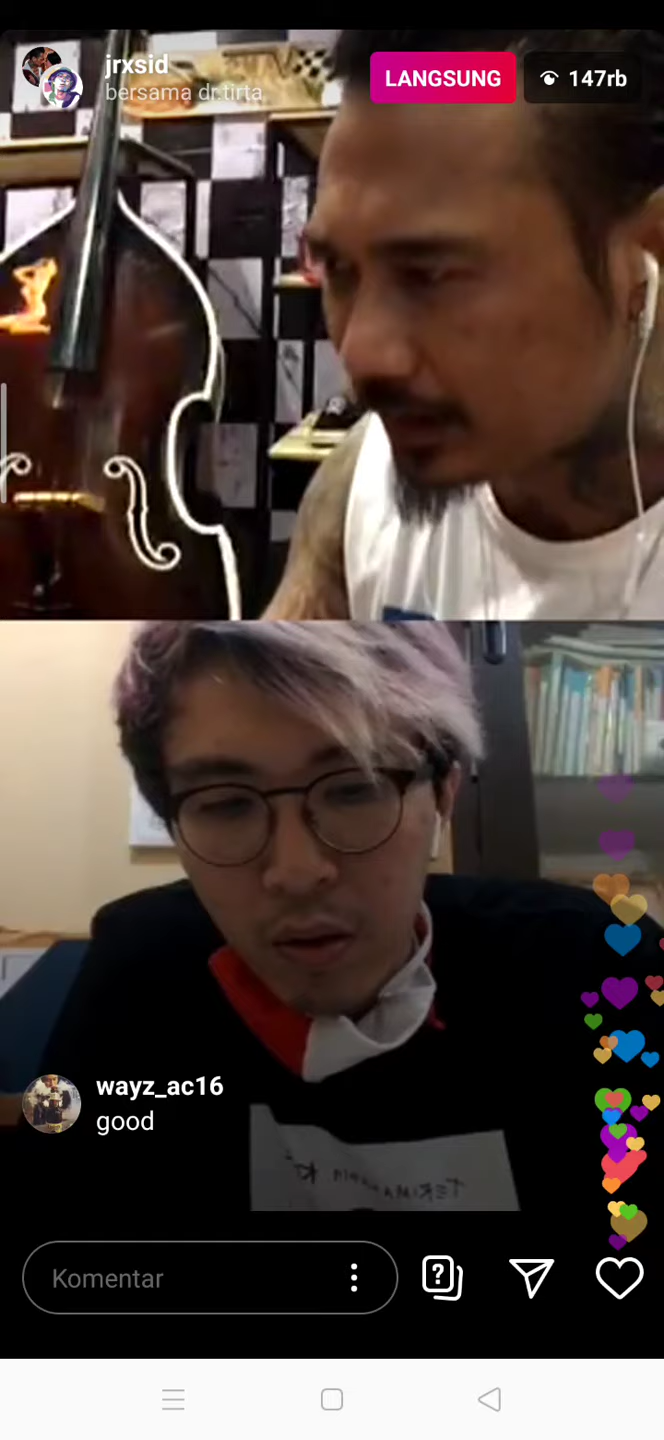 jrxsid
bersama dr.tirta
LANGSUNG
147rb
wayz_ac16
good
Komentar